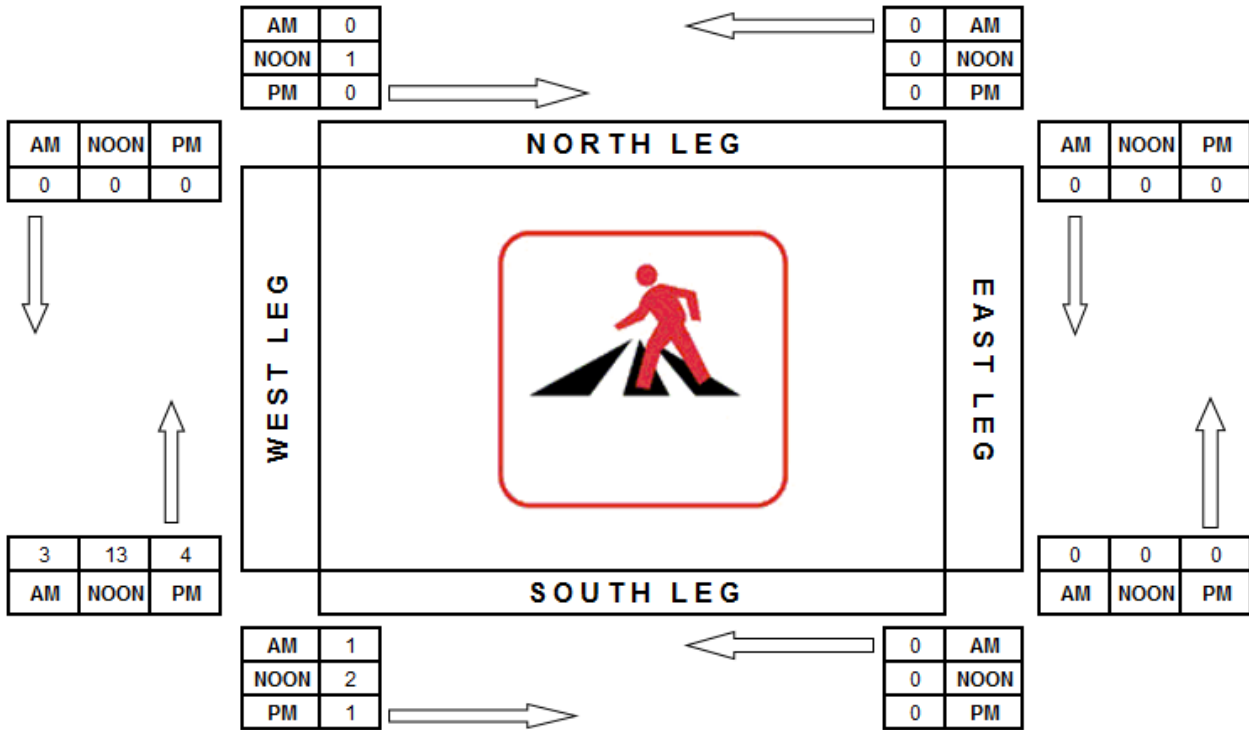 AM 0 0 AM
NOON 1 0 NOON
PM 0 0 PM
AM NOON PM NORTH LEG AM NOON PM
0 0 0 0 0 0
WEST LEG
EAST LEG
3 13 4 0 0 0
AM NOON PM SOUTH LEG AM NOON PM
AM 1 0 AM
NOON 2 0 NOON
PM 1 0 PM